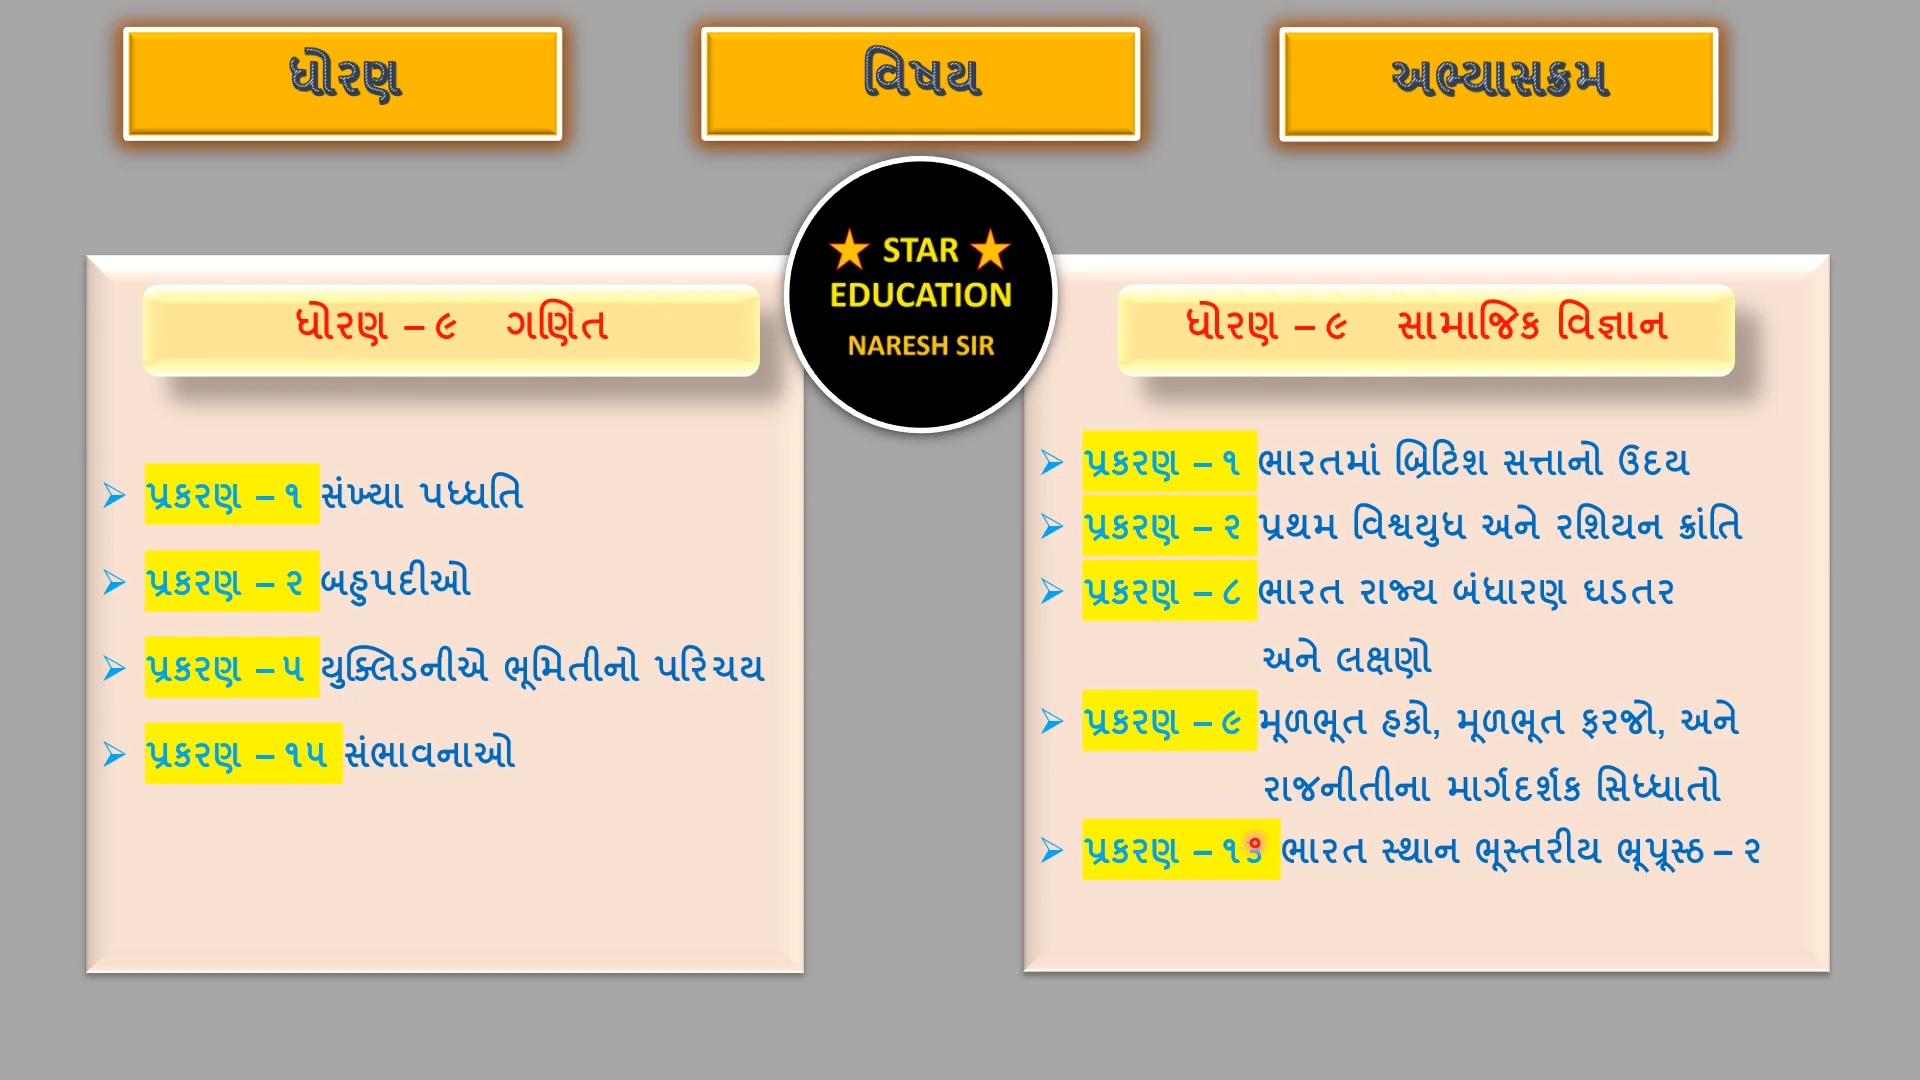 ધોરણ
વિષય
અભ્યાસક્રમ
STAR
EDUCATION
NARESH SIR
ધોરણ – ૯ ગણિત
પ્રકરણ – ૧ સંખ્યા પધ્ધતિ
પ્રકરણ – ૨ બહુપદીઓ
પ્રકરણ – ૫ યુક્લિડનીએ ભૂમિતીનો પરિચય
પ્રકરણ – ૧૫ સંભાવનાઓ
ધોરણ – ૯ સામાજિક વિજ્ઞાન
પ્રકરણ – ૧ ભારતમાં બ્રિટિશ સત્તાનો ઉદય
પ્રકરણ – ૨ પ્રથમ વિશ્વયુધ અને રશિયન ક્રાંતિ
પ્રકરણ – ૮ ભારત રાજ્ય બંધારણ ઘડતર
અને લક્ષણો
પ્રકરણ – ૯ મૂળભૂત હકો, મૂળભૂત ફરજો, અને
રાજનીતીના માર્ગદર્શક સિધ્ધાતો
પ્રકરણ – ૧૩ ભારત સ્થાન ભૂસ્તરીય ભૂપ્રૂસ્ઠ – ૨